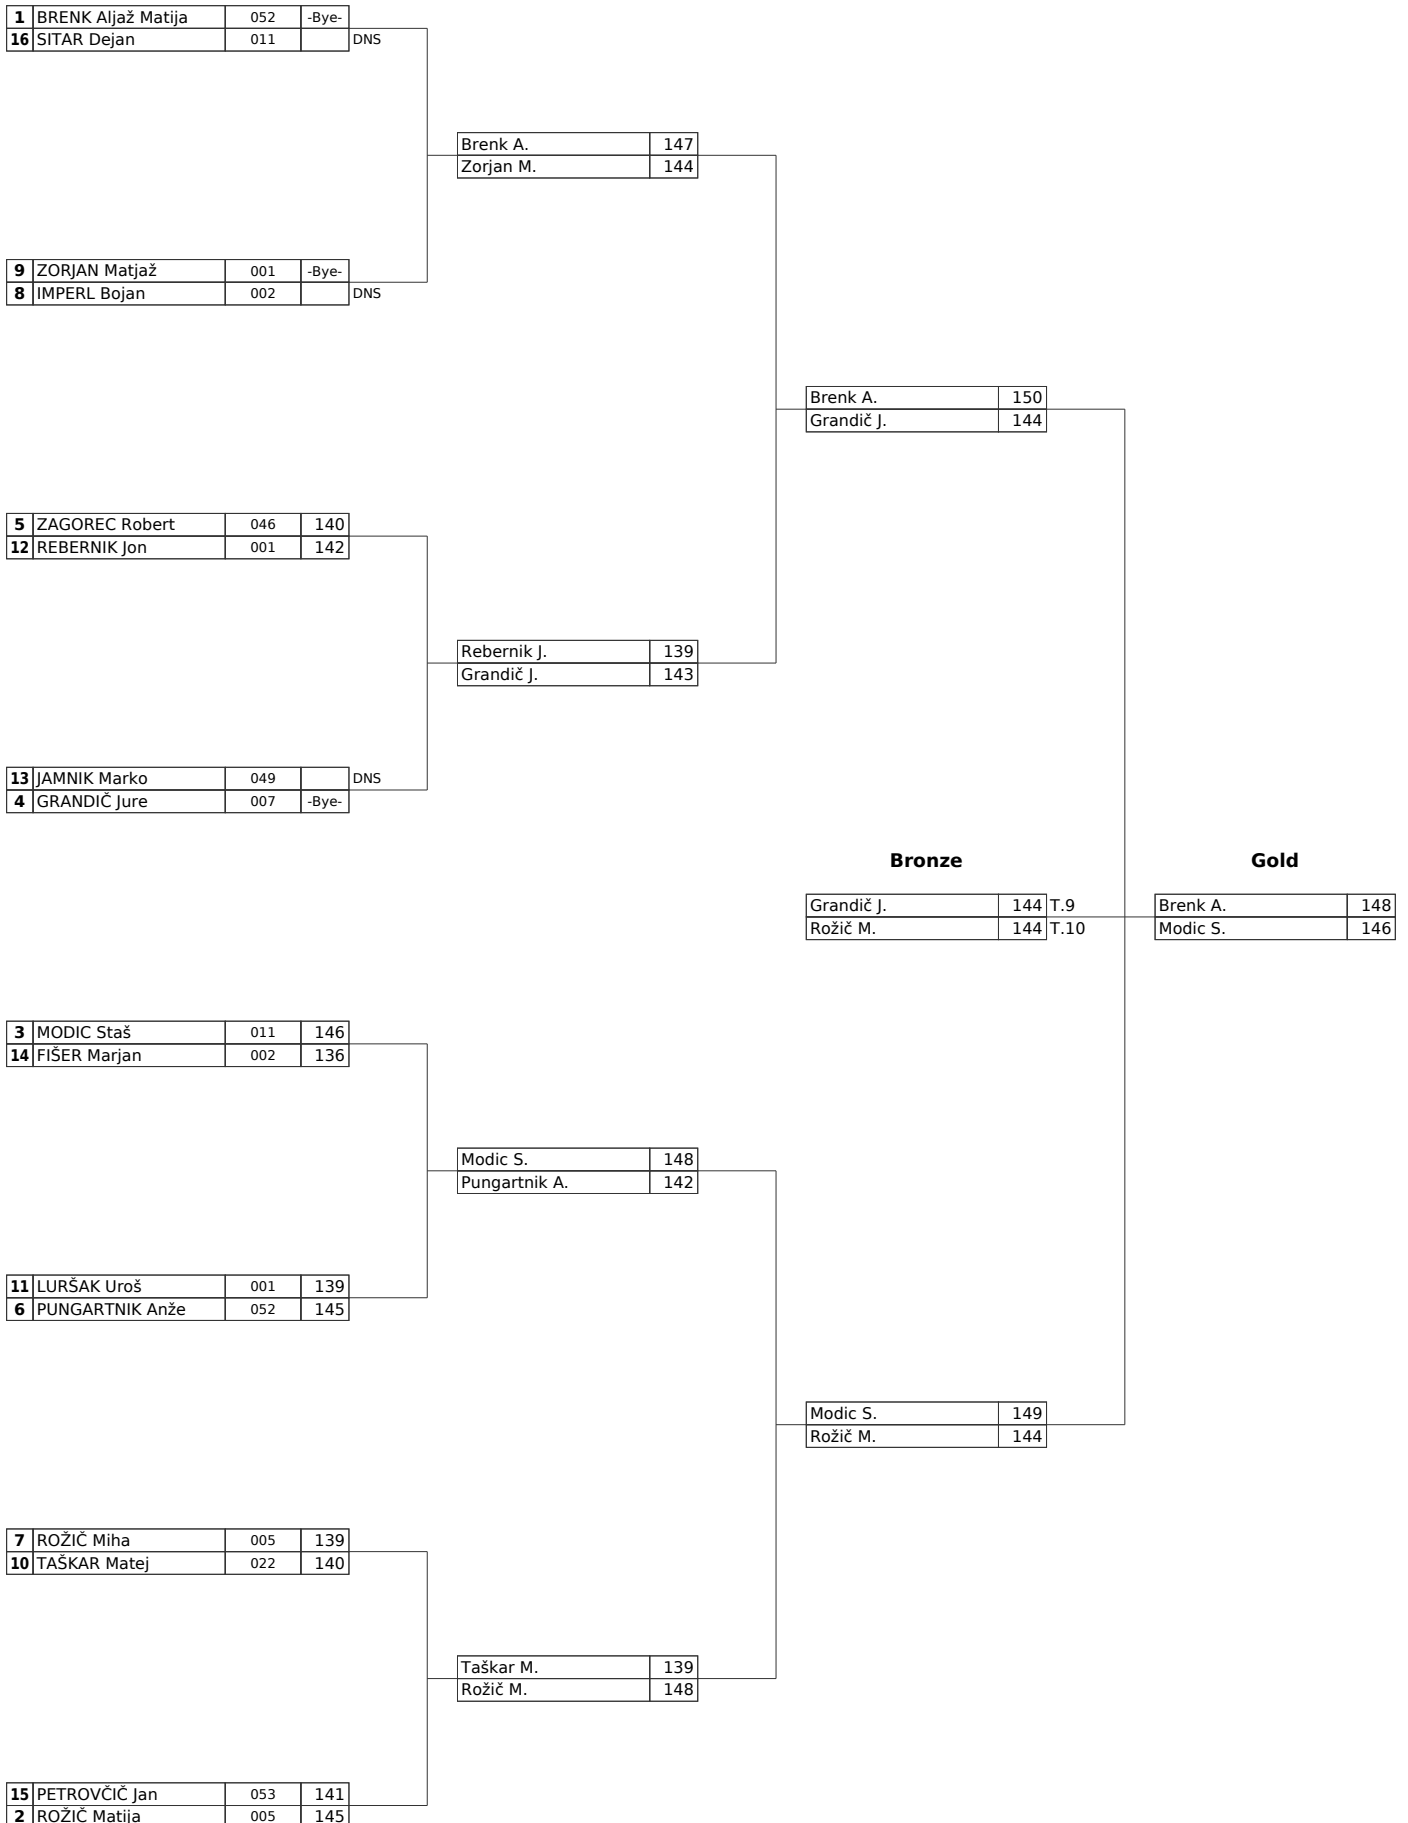 1 BRENK Aljaž Matija 052 -Bye-
16 SITAR Dejan 011 DNS
Brenk A. 147
Zorjan M. 144
9 ZORJAN Matjaž 001 -Bye-
8 IMPERL Bojan 002 DNS
Brenk A. 150
Grandič J. 144
5 ZAGOREC Robert 046 140
12 REBERNIK Jon 001 142
Rebernik J. 139
Grandič J. 143
13 JAMNIK Marko 049 DNS
4 GRANDIČ Jure 007 -Bye-
Bronze Gold
Grandič J. 144 T.9 Brenk A. 148
Rožič M. 144 T.10 Modic S. 146
3 MODIC Staš 011 146
14 FIŠER Marjan 002 136
Modic S. 148
Pungartnik A. 142
11 LURŠAK Uroš 001 139
6 PUNGARTNIK Anže 052 145
Modic S. 149
Rožič M. 144
7 ROŽIČ Miha 005 139
10 TAŠKAR Matej 022 140
Taškar M. 139
Rožič M. 148
15 PETROVČIČ Jan 053 141
2 ROŽIČ Matija 005 145